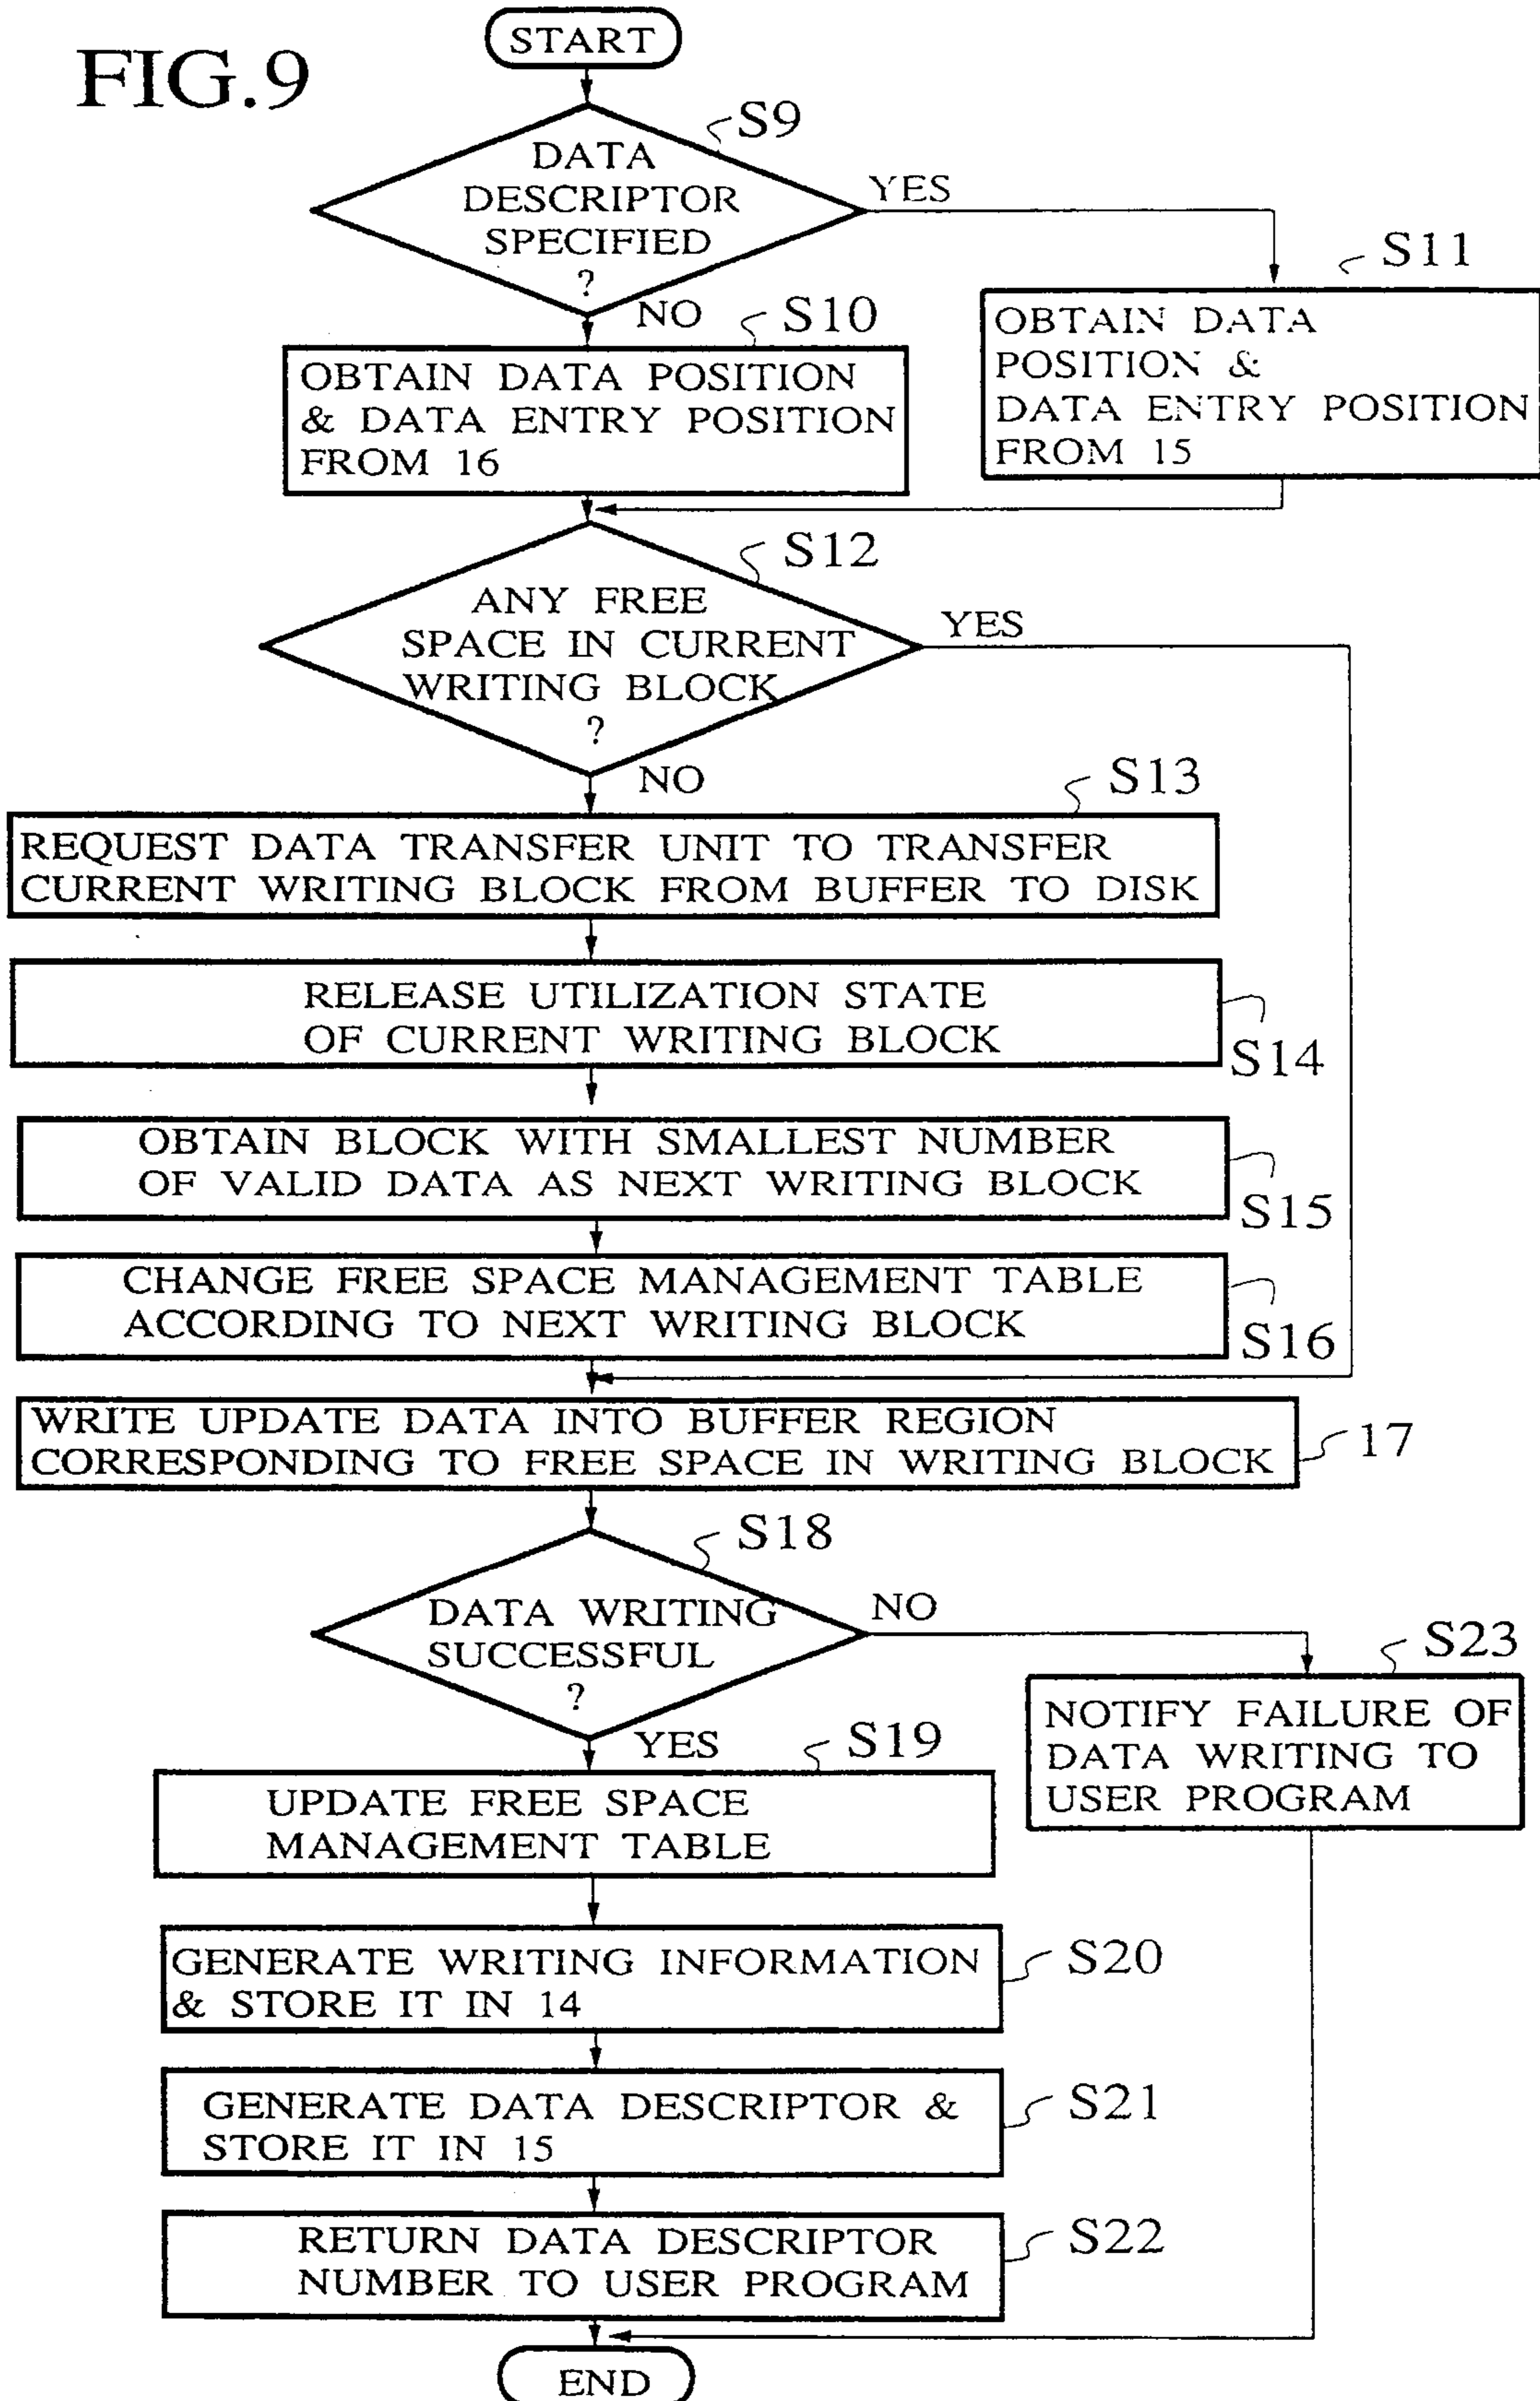 FIG.9
START
S9
DATA
DESCRIPTOR
SPECIFIED
?
YES
NO
S10
OBTAIN DATA POSITION
& DATA ENTRY POSITION
FROM 16
S11
OBTAIN DATA
POSITION &
DATA ENTRY POSITION
FROM 15
S12
ANY FREE
SPACE IN CURRENT
WRITING BLOCK
?
YES
NO
S13
REQUEST DATA TRANSFER UNIT TO TRANSFER
CURRENT WRITING BLOCK FROM BUFFER TO DISK
RELEASE UTILIZATION STATE
OF CURRENT WRITING BLOCK
S14
OBTAIN BLOCK WITH SMALLEST NUMBER
OF VALID DATA AS NEXT WRITING BLOCK
S15
CHANGE FREE SPACE MANAGEMENT TABLE
ACCORDING TO NEXT WRITING BLOCK
S16
WRITE UPDATE DATA INTO BUFFER REGION
CORRESPONDING TO FREE SPACE IN WRITING BLOCK
17
S18
DATA WRITING
SUCCESSFUL
?
NO
YES
S23
NOTIFY FAILURE OF
DATA WRITING TO
USER PROGRAM
S19
UPDATE FREE SPACE
MANAGEMENT TABLE
GENERATE WRITING INFORMATION
& STORE IT IN 14
S20
GENERATE DATA DESCRIPTOR &
STORE IT IN 15
S21
RETURN DATA DESCRIPTOR
NUMBER TO USER PROGRAM
S22
END